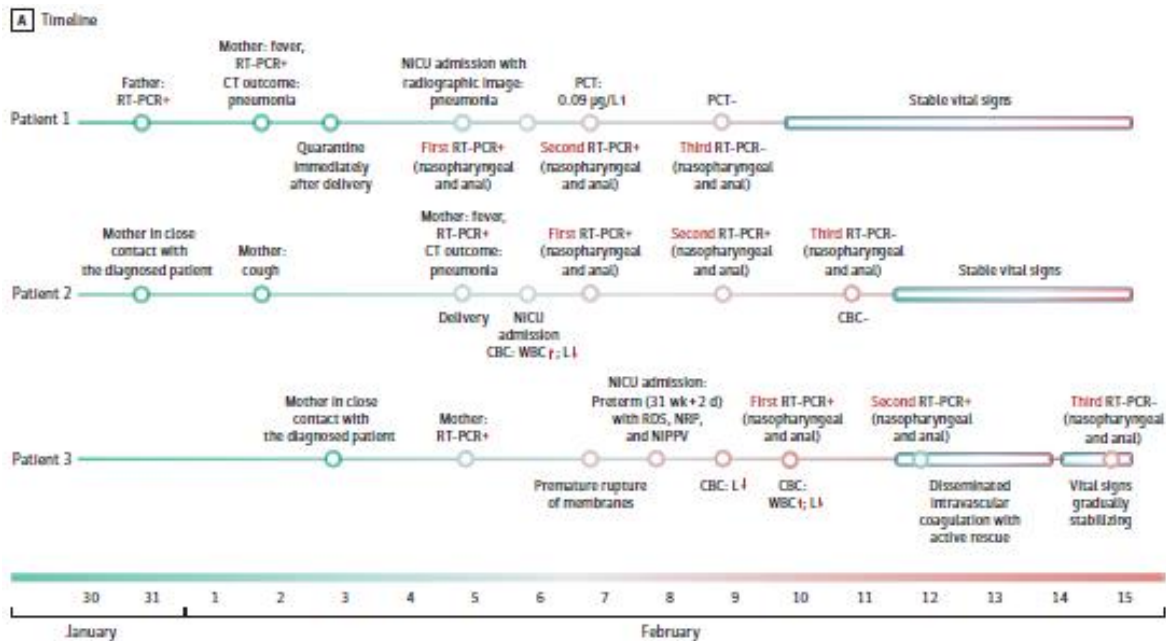 A Timeline
Mother: fever,
RT-PCR+
CT outcome:
pneumonia
Father:
RT-PCR+
NICU admission with
radiographic image:
pneumonia
PCT:
0.09 µg/L↑
PCT-
Stable vital signs
Patient 1
Quarantine
immediately
after delivery
First RT-PCR+
(nasopharyngeal
and anal)
Second RT-PCR+
(nasopharyngeal
and anal)
Third RT-PCR-
(nasopharyngeal
and anal)
Mother in close
contact with
the diagnosed patient
Mother:
cough
Mother: fever,
RT-PCR+
CT outcome:
pneumonia
First RT-PCR+
(nasopharyngeal
and anal)
Second RT-PCR+
(nasopharyngeal
and anal)
Third RT-PCR-
(nasopharyngeal
and anal)
Stable vital signs
Patient 2
Delivery
NICU
admission
CBC: WBC↑; L↓
CBC-
Mother in close
contact with
the diagnosed patient
Mother:
RT-PCR+
NICU admission:
Preterm (31 wk + 2 d)
with RDS, NRP,
and NIPPV
First RT-PCR+
(nasopharyngeal
and anal)
Second RT-PCR+
(nasopharyngeal
and anal)
Third RT-PCR-
(nasopharyngeal
and anal)
Patient 3
Premature rupture
of membranes
CBC: L↓
CBC:
WBC↑; L↓
Disseminated
intravascular
coagulation with
active rescue
Vital signs
gradually
stabilizing
30 31 1 2 3 4 5 6 7 8 9 10 11 12 13 14 15
January February